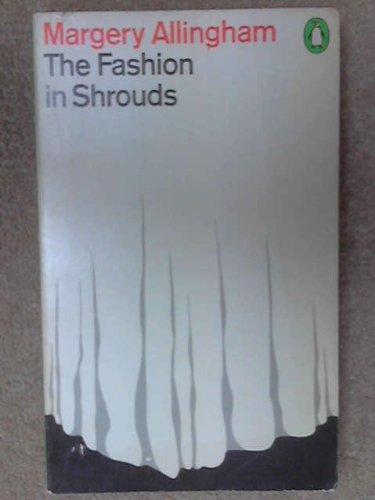 Margery Allingham
The Fashion
in Shrouds